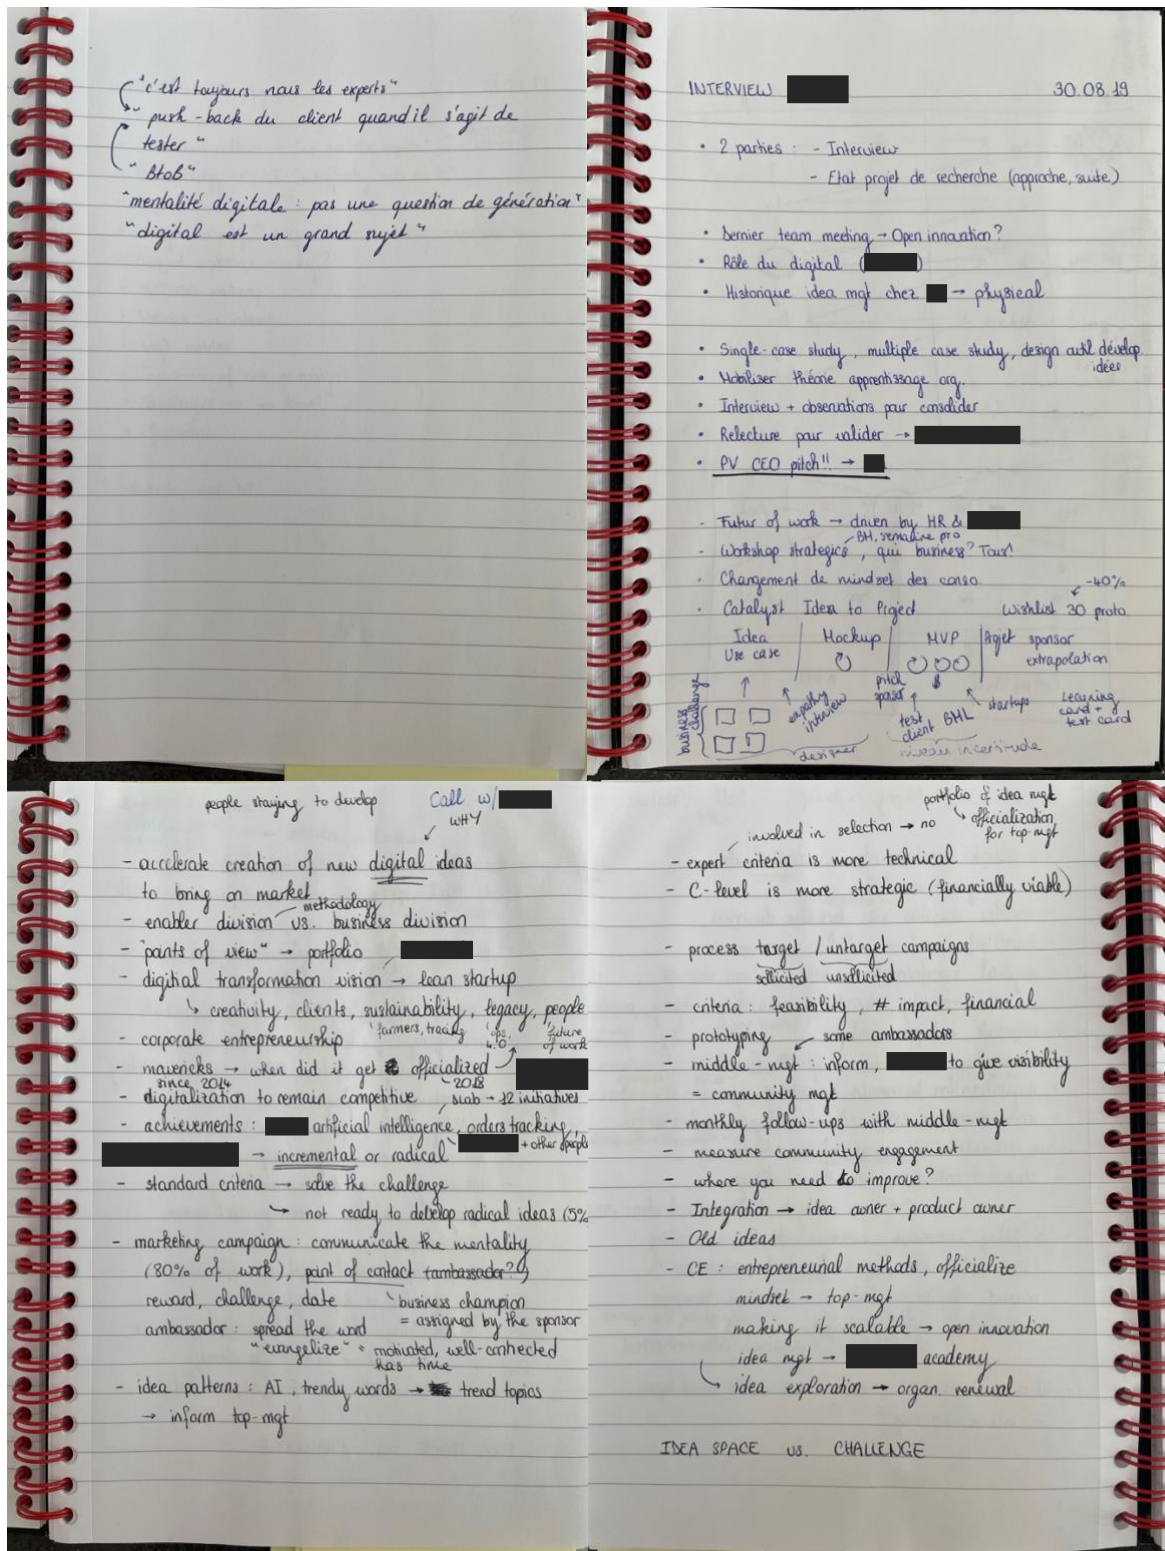 "c'est toujours nous les experts"
"push-back du client quand il s'agit de
tester"
"BtoB"
"mentalité digitale : pas une question de génération"
"digital est un grand sujet"
INTERVIEW
30.08.19
• 2 parties : - Interview
- Etat projet de recherche (approche, suite)
• Dernier team meeting → Open innovation ?
• Rôle du digital ( )
• Historique idea mgt chez → physical
• Single-case study, multiple case study, design outil dévelop.
idées
• Mobiliser théorie apprentissage org.
• Interview + observations pour consolider
• Relecture pour valider →
• PV CEO pitch!! →
- Futur of work → driven by HR &
BH, semaine pro
- Workshop strategics, qui business? Tous!
- Changement de mindset des conso.
-40%
• Catalyst Idea to Project
Wishlist 30 proto.
Idea
Use case
Mockup
MVP
sponsor
extrapolation
business
challenge
empathy
interview
pitch
sponsor
$
test
client
BHL
startups
Learning
card +
test card
designer
niveau incertitude
people staying to develop
Call w/
WHY
- accelerate creation of new digital ideas
to bring on market
methodology
- enabler division vs. business division
- "points of view" → portfolio
- digitial transformation vision → lean startup
↳ creativity, clients, sustainability, legacy, people
farmers, tracing
ops
4.0
future
of work
- corporate entrepreneurship
- mavericks → when did it get officialized
since 2014
2018
- digitalization to remain competitive
→ 12 initiatives
- achievements : artificial intelligence, orders tracking,
+ other people
→ incremental or radical
- standard criteria → solve the challenge
↳ not ready to develop radical ideas (5%
- marketing campaign : communicate the mentality
(80% of work), point of contact (ambassador?)
reward, challenge, date
business champion
= assigned by the sponsor
ambassador : spread the word
"evangelize" = motivated, well-connected
has time
- idea patterns : AI, trendy words → trend topics
→ inform top-mgt
portfolio & idea mgt
↳ officialization
for top-mgt
involved in selection → no
- expert criteria is more technical
- C-level is more strategic (financially viable)
- process target / untarget campaigns
sollicited unsollicited
- criteria : feasibility, # impact, financial
- prototyping
some ambassadors
- middle-mgt : inform, to give visibility
= community mgt
- monthly follow-ups with middle-mgt
- measure community engagement
- where you need to improve?
- Integration → idea owner + product owner
- Old ideas
- CE : entrepreneurial methods, officialize
mindset → top-mgt
making it scalable → open innovation
idea mgt → academy
↳ idea exploration → organ. renewal
IDEA SPACE vs. CHALLENGE